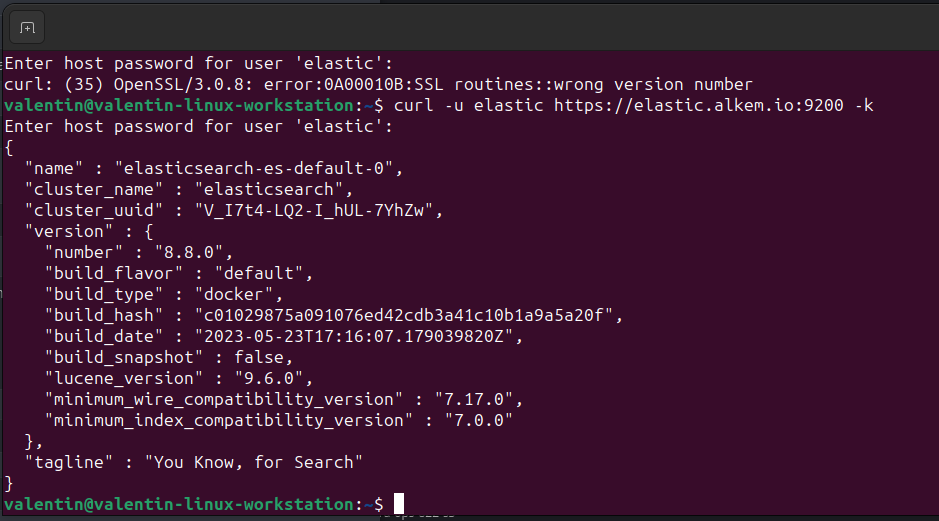 Enter host password for user 'elastic':
curl: (35) OpenSSL/3.0.8: error:0A00010B:SSL routines::wrong version number
valentin@valentin-linux-workstation:~$ curl -u elastic https://elastic.alkem.io:9200 -k
Enter host password for user 'elastic':
{
  "name" : "elasticsearch-es-default-0",
  "cluster_name" : "elasticsearch",
  "cluster_uuid" : "V_I7t4-LQ2-I_hUL-7YhZw",
  "version" : {
    "number" : "8.8.0",
    "build_flavor" : "default",
    "build_type" : "docker",
    "build_hash" : "c01029875a091076ed42cdb3a41c10b1a9a5a20f",
    "build_date" : "2023-05-23T17:16:07.179039820Z",
    "build_snapshot" : false,
    "lucene_version" : "9.6.0",
    "minimum_wire_compatibility_version" : "7.17.0",
    "minimum_index_compatibility_version" : "7.0.0"
  },
  "tagline" : "You Know, for Search"
}
valentin@valentin-linux-workstation:~$